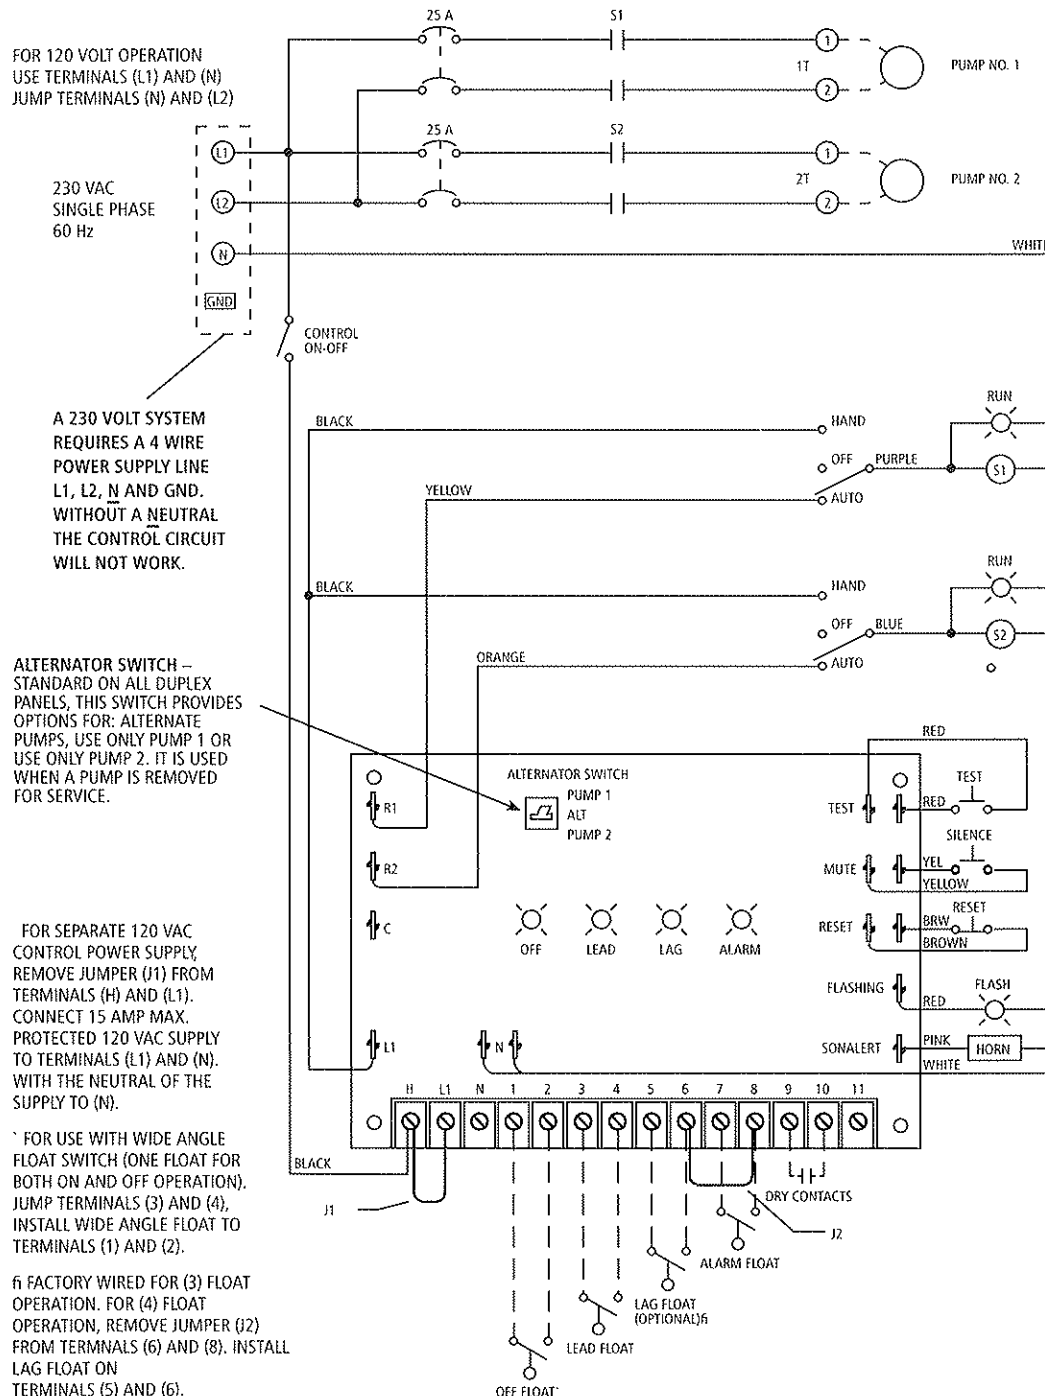 FOR 120 VOLT OPERATION
USE TERMINALS (L1) AND (N)
JUMP TERMINALS (N) AND (L2)
25 A
S1
1
1T
2
PUMP NO. 1
25 A
S2
1
2T
2
PUMP NO. 2
L1
L2
N
GND
230 VAC
SINGLE PHASE
60 Hz
WHITE
CONTROL
ON-OFF
A 230 VOLT SYSTEM
REQUIRES A 4 WIRE
POWER SUPPLY LINE
L1, L2, N AND GND.
WITHOUT A NEUTRAL
THE CONTROL CIRCUIT
WILL NOT WORK.
BLACK
HAND
OFF
PURPLE
AUTO
RUN
S1
YELLOW
BLACK
HAND
OFF
BLUE
AUTO
RUN
S2
ORANGE
ALTERNATOR SWITCH –
STANDARD ON ALL DUPLEX
PANELS, THIS SWITCH PROVIDES
OPTIONS FOR: ALTERNATE
PUMPS, USE ONLY PUMP 1 OR
USE ONLY PUMP 2. IT IS USED
WHEN A PUMP IS REMOVED
FOR SERVICE.
ALTERNATOR SWITCH
PUMP 1
ALT
PUMP 2
R1
R2
C
L1
N
OFF
LEAD
LAG
ALARM
RED
TEST
TEST
RED
SILENCE
MUTE
YEL
YELLOW
RESET
RESET
BRW
BROWN
FLASHING
FLASH
RED
SONALERT
PINK
HORN
WHITE
FOR SEPARATE 120 VAC
CONTROL POWER SUPPLY,
REMOVE JUMPER (J1) FROM
TERMINALS (H) AND (L1).
CONNECT 15 AMP MAX.
PROTECTED 120 VAC SUPPLY
TO TERMINALS (L1) AND (N).
WITH THE NEUTRAL OF THE
SUPPLY TO (N).
` FOR USE WITH WIDE ANGLE
FLOAT SWITCH (ONE FLOAT FOR
BOTH ON AND OFF OPERATION).
JUMP TERMINALS (3) AND (4),
INSTALL WIDE ANGLE FLOAT TO
TERMINALS (1) AND (2).
fi FACTORY WIRED FOR (3) FLOAT
OPERATION. FOR (4) FLOAT
OPERATION, REMOVE JUMPER (J2)
FROM TERMNALS (6) AND (8). INSTALL
LAG FLOAT ON
TERMINALS (5) AND (6).
H L1 N 1 2 3 4 5 6 7 8 9 10 11
BLACK
J1
DRY CONTACTS
J2
ALARM FLOAT
LAG FLOAT
(OPTIONAL)fi
LEAD FLOAT
OFF FLOAT`